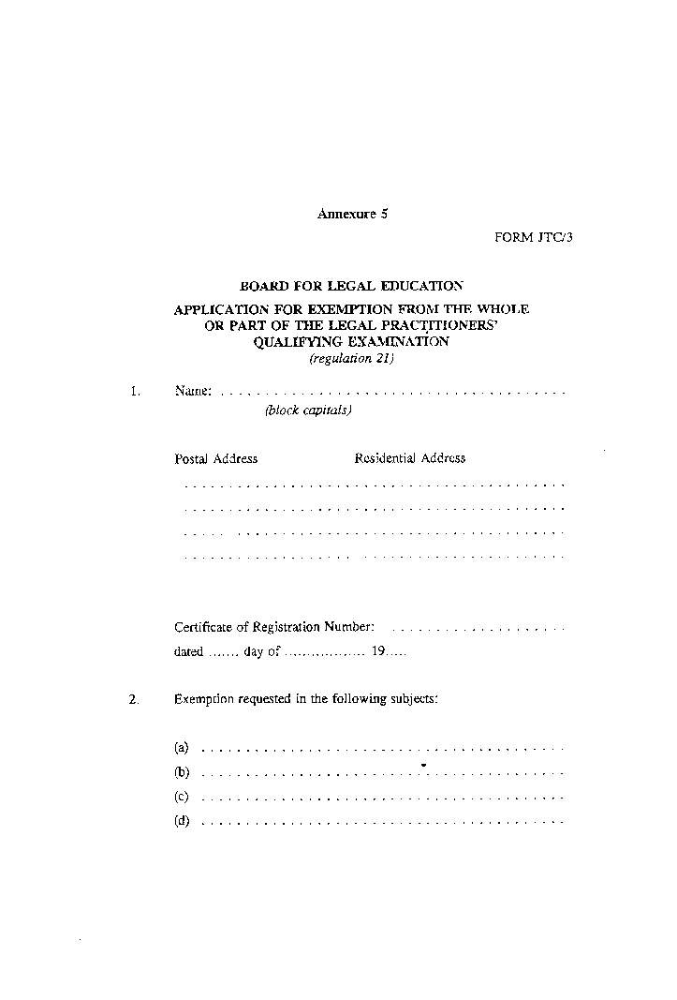 Annexure 5
FORM JTC/3
BOARD FOR LEGAL EDUCATION
APPLICATION FOR EXEMPTION FROM THE WHOLE
OR PART OF THE LEGAL PRACTITIONERS'
QUALIFYING EXAMINATION
(regulation 21)
1. Name: . . . . . . . . . . . . . . . . . . . . . . . . . . . . . . . . . . . . . . .
(block capitals)
Postal Address Residential Address
. . . . . . . . . . . . . . . . . . . . . . . . . . . . . . . . . . . . . . . . . . .
. . . . . . . . . . . . . . . . . . . . . . . . . . . . . . . . . . . . . . . . . . .
. . . . . . . . . . . . . . . . . . . . . . . . . . . . . . . . . . . . . . . . . .
. . . . . . . . . . . . . . . . . . . . . . . . . . . . . . . . . . . . . . . . . .
Certificate of Registration Number: . . . . . . . . . . . . . . . . . . . .
dated ....... day of .................. 19.....
2. Exemption requested in the following subjects:
(a) . . . . . . . . . . . . . . . . . . . . . . . . . . . . . . . . . . . . . . . . .
(b) . . . . . . . . . . . . . . . . . . . . . . . . . . . . . . . . . . . . . . . . .
(c) . . . . . . . . . . . . . . . . . . . . . . . . . . . . . . . . . . . . . . . . .
(d) . . . . . . . . . . . . . . . . . . . . . . . . . . . . . . . . . . . . . . . . .